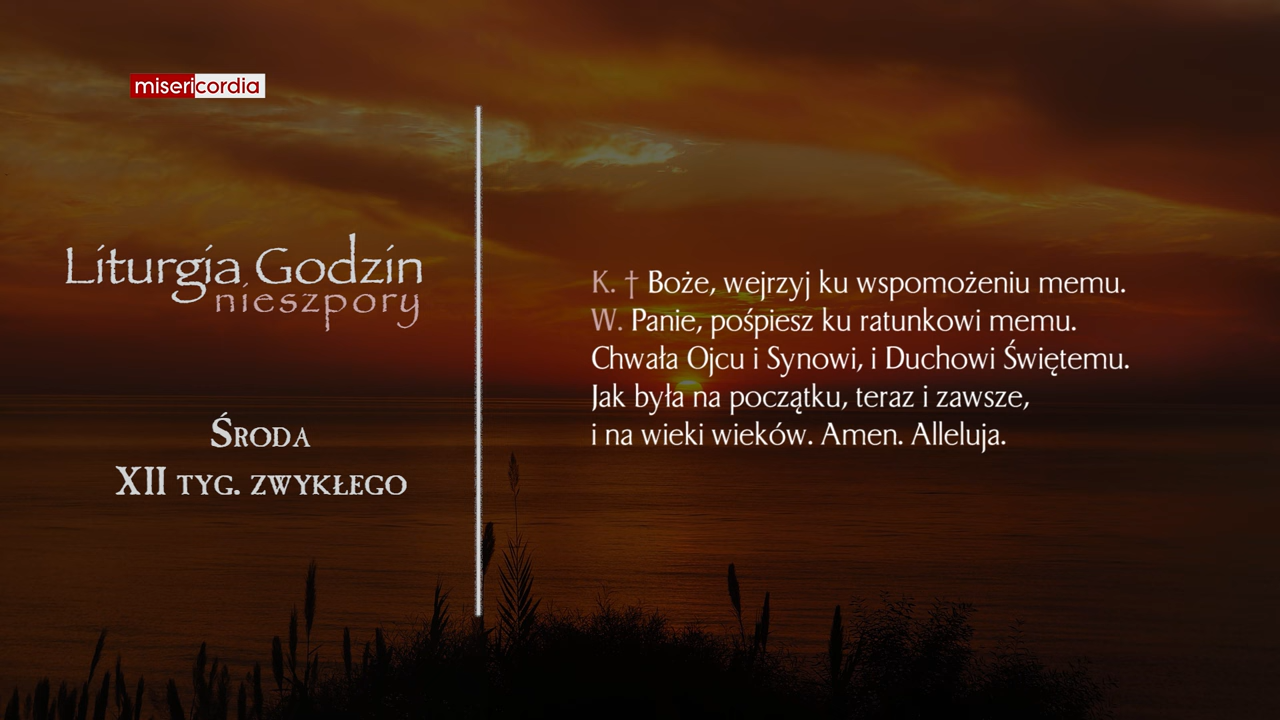 misericordia
Liturgia Godzin
nieszpory
Środa
XII tyg. zwykłego
K. † Boże, wejrzyj ku wspomożeniu memu.
W. Panie, pośpiesz ku ratunkowi memu.
Chwała Ojcu i Synowi, i Duchowi Świętemu.
Jak była na początku, teraz i zawsze,
i na wieki wieków. Amen. Alleluja.